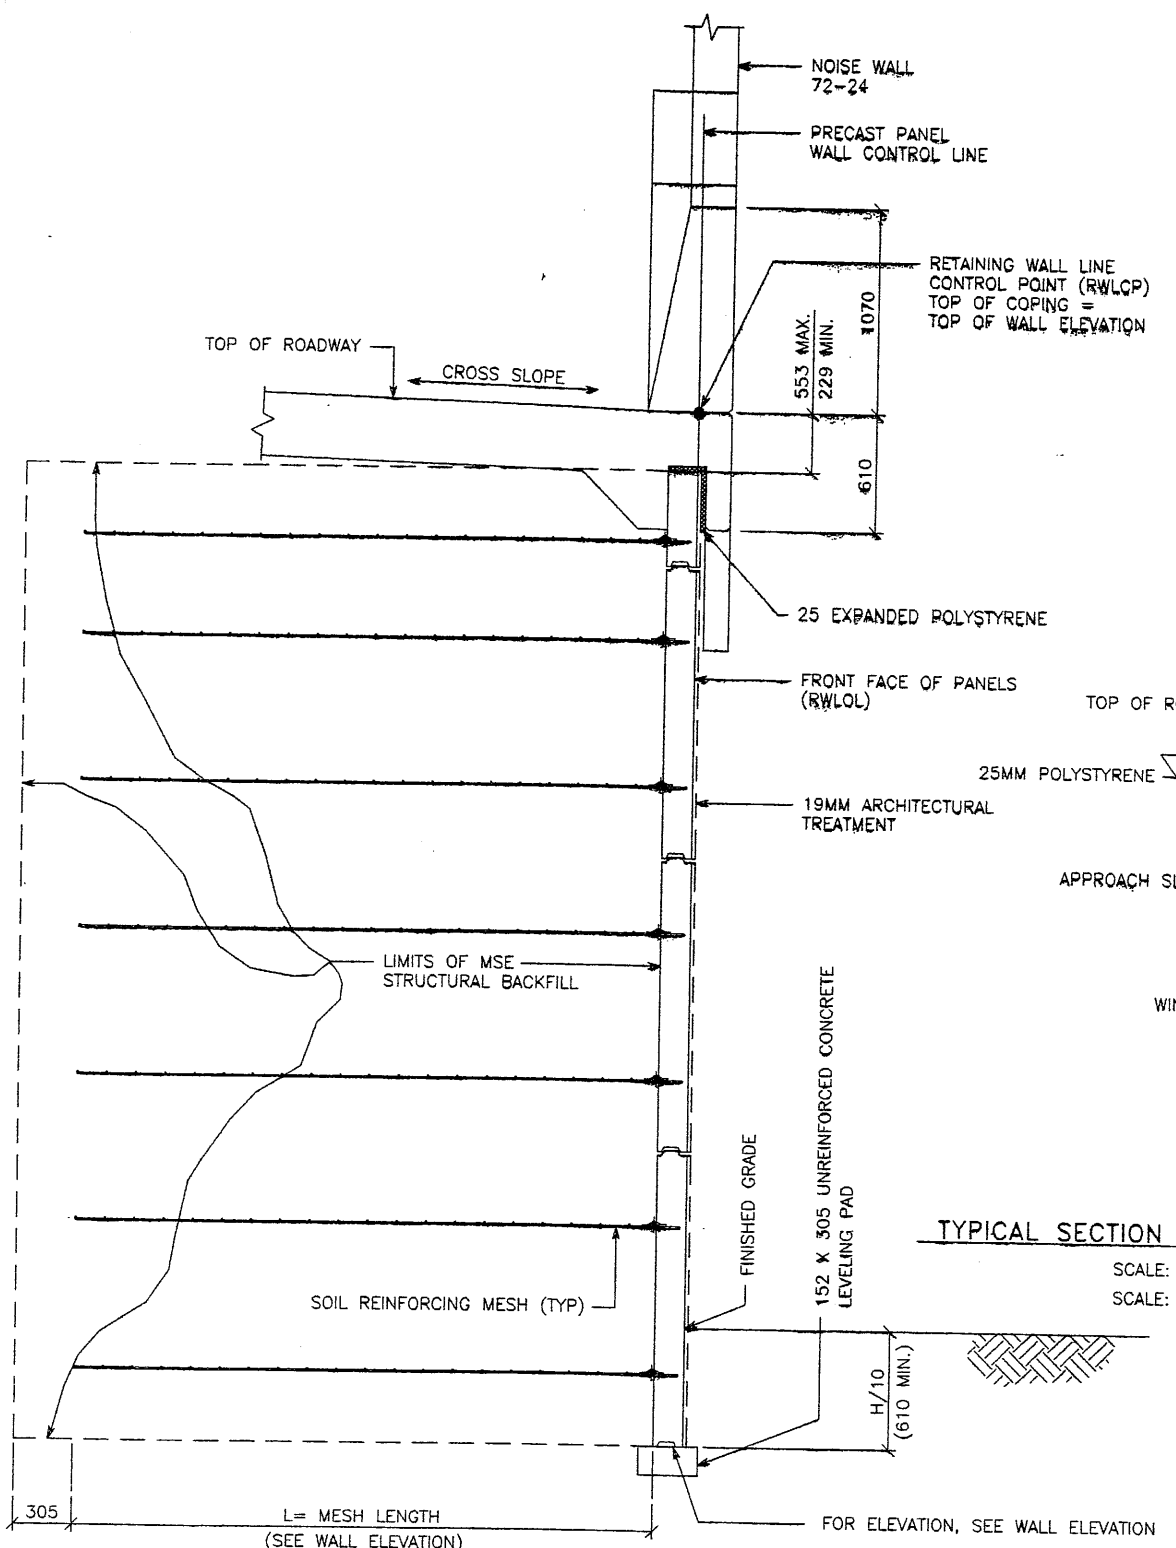 NOISE WALL
72-24
PRECAST PANEL
WALL CONTROL LINE
RETAINING WALL LINE
CONTROL POINT (RWLCP)
TOP OF COPING =
TOP OF WALL ELEVATION
1070
553 MAX.
229 MIN.
TOP OF ROADWAY
CROSS SLOPE
610
25 EXPANDED POLYSTYRENE
FRONT FACE OF PANELS
(RWLOL)
TOP OF
25MM POLYSTYRENE
19MM ARCHITECTURAL
TREATMENT
APPROACH
LIMITS OF MSE
STRUCTURAL BACKFILL
152 X 305 UNREINFORCED CONCRETE
LEVELING PAD
FINISHED GRADE
TYPICAL SECTION
SCALE:
SCALE:
SOIL REINFORCING MESH (TYP)
H/10
(610 MIN.)
305
L= MESH LENGTH
(SEE WALL ELEVATION)
FOR ELEVATION, SEE WALL ELEVATION